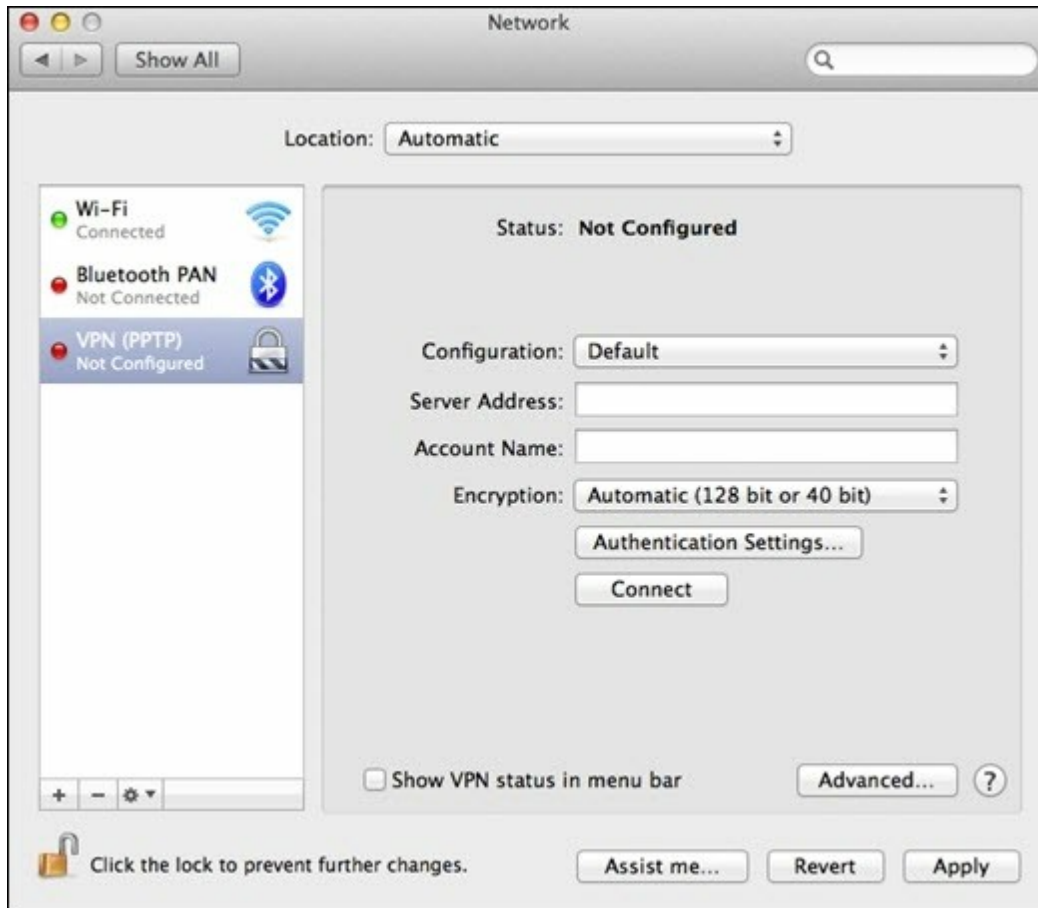 Network
Show All
Location: Automatic
Wi-Fi
Connected
Bluetooth PAN
Not Connected
VPN (PPTP)
Not Configured
Status: Not Configured
Configuration: Default
Server Address:
Account Name:
Encryption: Automatic (128 bit or 40 bit)
Authentication Settings...
Connect
Show VPN status in menu bar
Advanced... ?
+ −
Click the lock to prevent further changes.
Assist me... Revert Apply